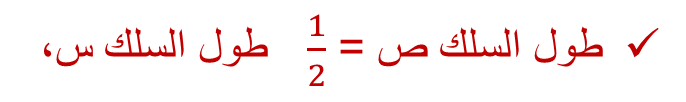 ✓ طول السلك ص = 1/2 طول السلك س،